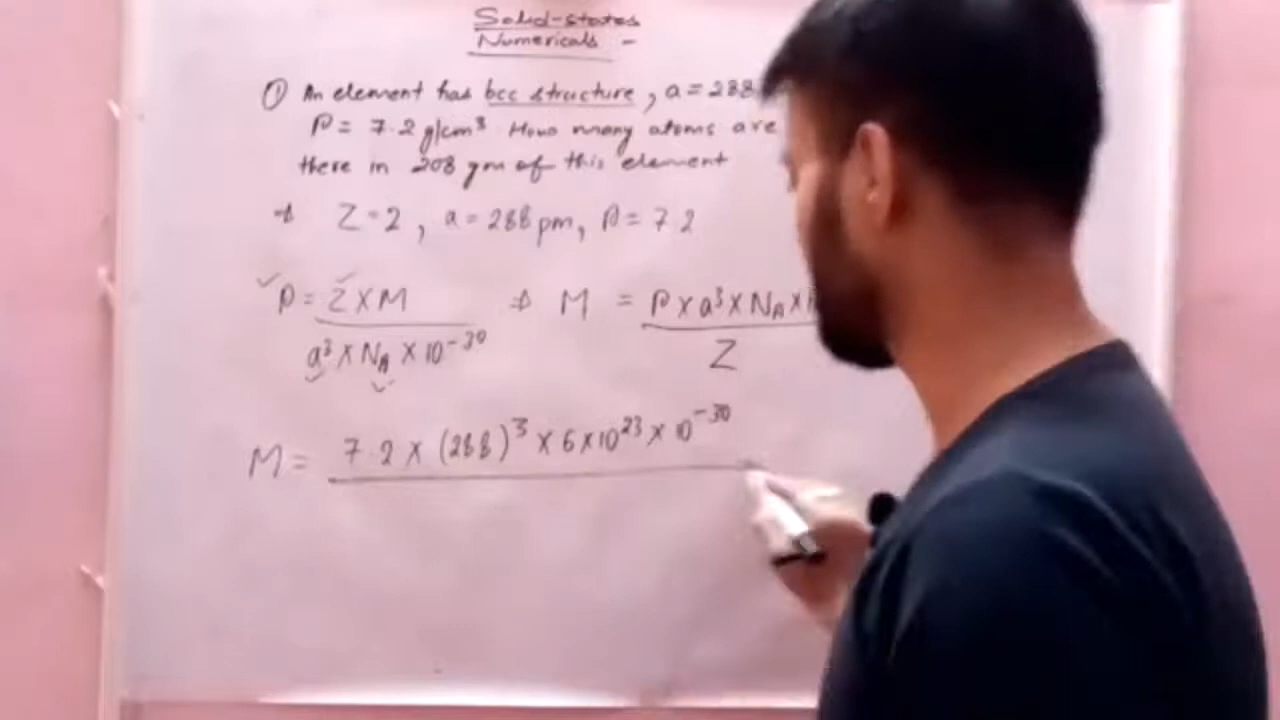 Solid-states
Numericals -
① An element has bcc structure, a = 288
ρ = 7.2 g/cm³ How many atoms are
there in 208 gm of this element
⇒ Z = 2, a = 288 pm, ρ = 7.2
ρ = Z × M / a³ × N_A × 10⁻³⁰ ⇒ M = ρ × a³ × N_A × / Z
M = 7.2 × (288)³ × 6 × 10²³ × 10⁻³⁰